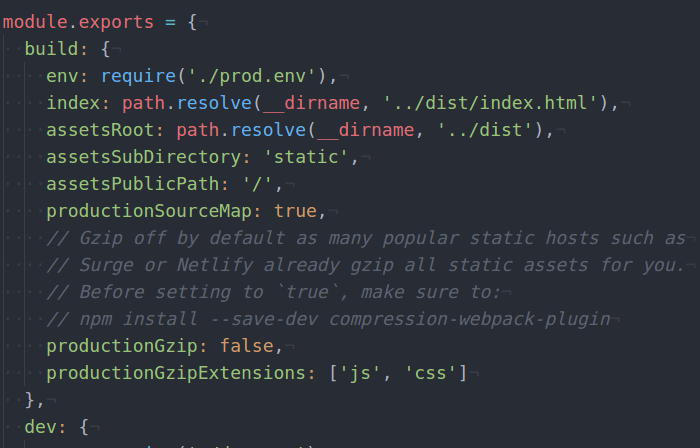 module.exports = {
build: {
env: require('./prod.env'),
index: path.resolve(__dirname, '../dist/index.html'),
assetsRoot: path.resolve(__dirname, '../dist'),
assetsSubDirectory: 'static',
assetsPublicPath: '/',
productionSourceMap: true,
// Gzip off by default as many popular static hosts such as
// Surge or Netlify already gzip all static assets for you.
// Before setting to `true`, make sure to:
// npm install --save-dev compression-webpack-plugin
productionGzip: false,
productionGzipExtensions: ['js', 'css']
},
dev: {